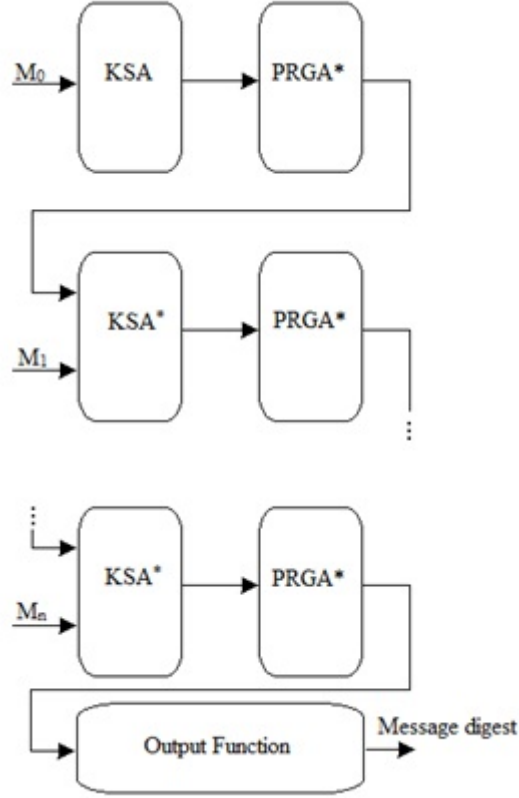 M₀
KSA
PRGA*
M₁
KSA*
PRGA*
⋮
⋮
Mₙ
KSA*
PRGA*
Output Function
Message digest